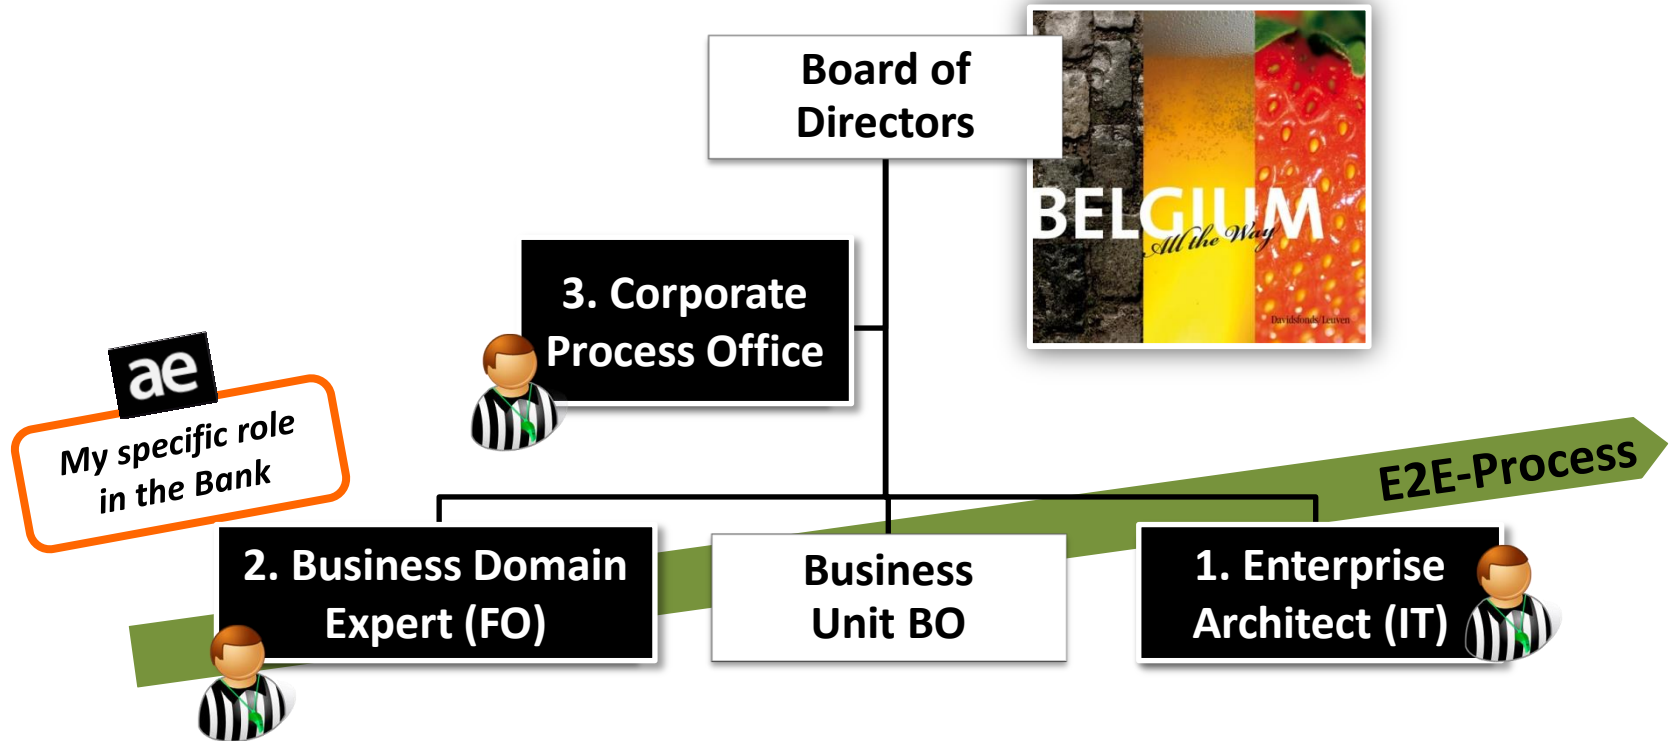 Board of
Directors
BELGIUM
All the Way
Davidsfonds/Leuven
3. Corporate
Process Office
ae
My specific role
in the Bank
E2E-Process
2. Business Domain
Expert (FO)
Business
Unit BO
1. Enterprise
Architect (IT)